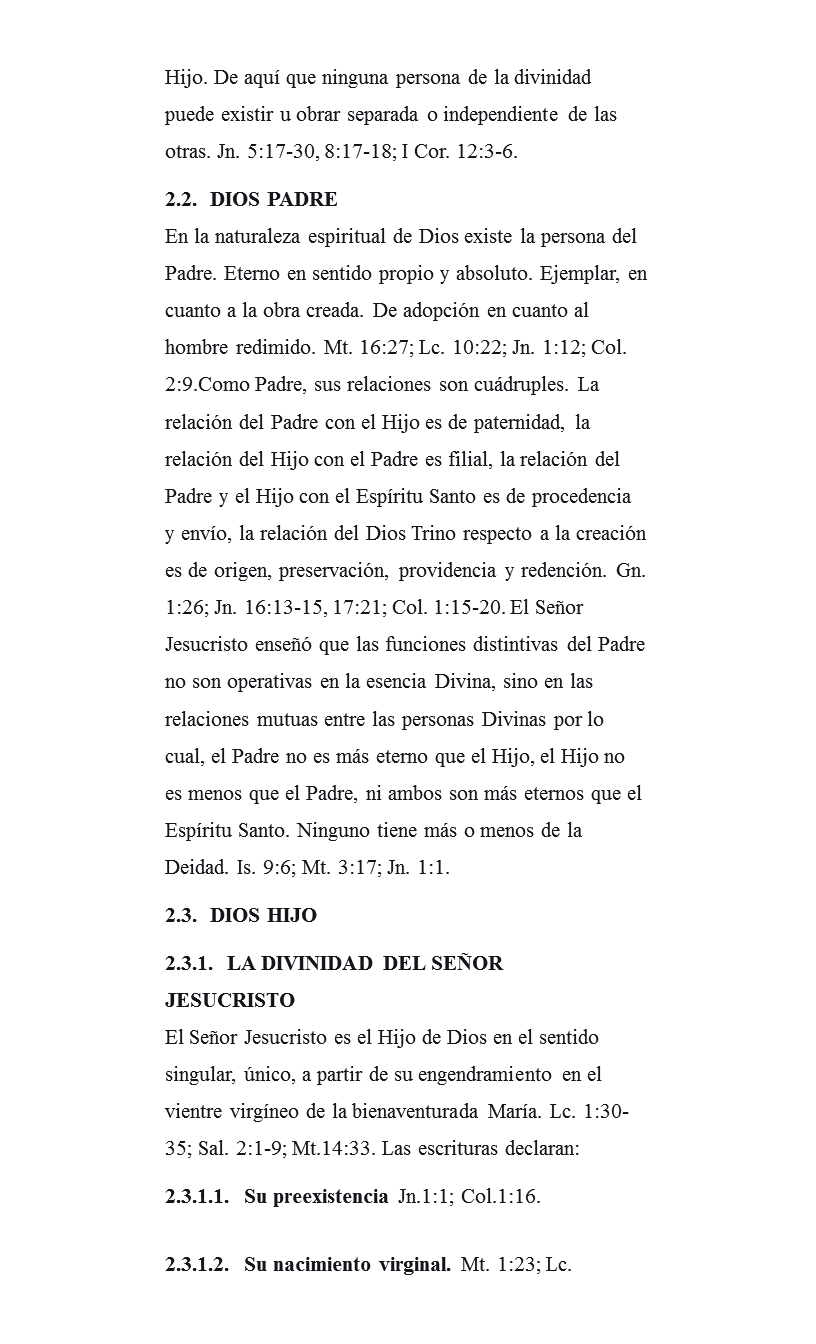 Hijo. De aquí que ninguna persona de la divinidad
puede existir u obrar separada o independiente de las
otras. Jn. 5:17-30, 8:17-18; I Cor. 12:3-6.
2.2. DIOS PADRE
En la naturaleza espiritual de Dios existe la persona del
Padre. Eterno en sentido propio y absoluto. Ejemplar, en
cuanto a la obra creada. De adopción en cuanto al
hombre redimido. Mt. 16:27; Lc. 10:22; Jn. 1:12; Col.
2:9.Como Padre, sus relaciones son cuádruples. La
relación del Padre con el Hijo es de paternidad, la
relación del Hijo con el Padre es filial, la relación del
Padre y el Hijo con el Espíritu Santo es de procedencia
y envío, la relación del Dios Trino respecto a la creación
es de origen, preservación, providencia y redención. Gn.
1:26; Jn. 16:13-15, 17:21; Col. 1:15-20. El Señor
Jesucristo enseñó que las funciones distintivas del Padre
no son operativas en la esencia Divina, sino en las
relaciones mutuas entre las personas Divinas por lo
cual, el Padre no es más eterno que el Hijo, el Hijo no
es menos que el Padre, ni ambos son más eternos que el
Espíritu Santo. Ninguno tiene más o menos de la
Deidad. Is. 9:6; Mt. 3:17; Jn. 1:1.
2.3. DIOS HIJO
2.3.1. LA DIVINIDAD DEL SEÑOR
JESUCRISTO
El Señor Jesucristo es el Hijo de Dios en el sentido
singular, único, a partir de su engendramiento en el
vientre virgíneo de la bienaventurada María. Lc. 1:30-
35; Sal. 2:1-9; Mt.14:33. Las escrituras declaran:
2.3.1.1. Su preexistencia Jn.1:1; Col.1:16.
2.3.1.2. Su nacimiento virginal. Mt. 1:23; Lc.